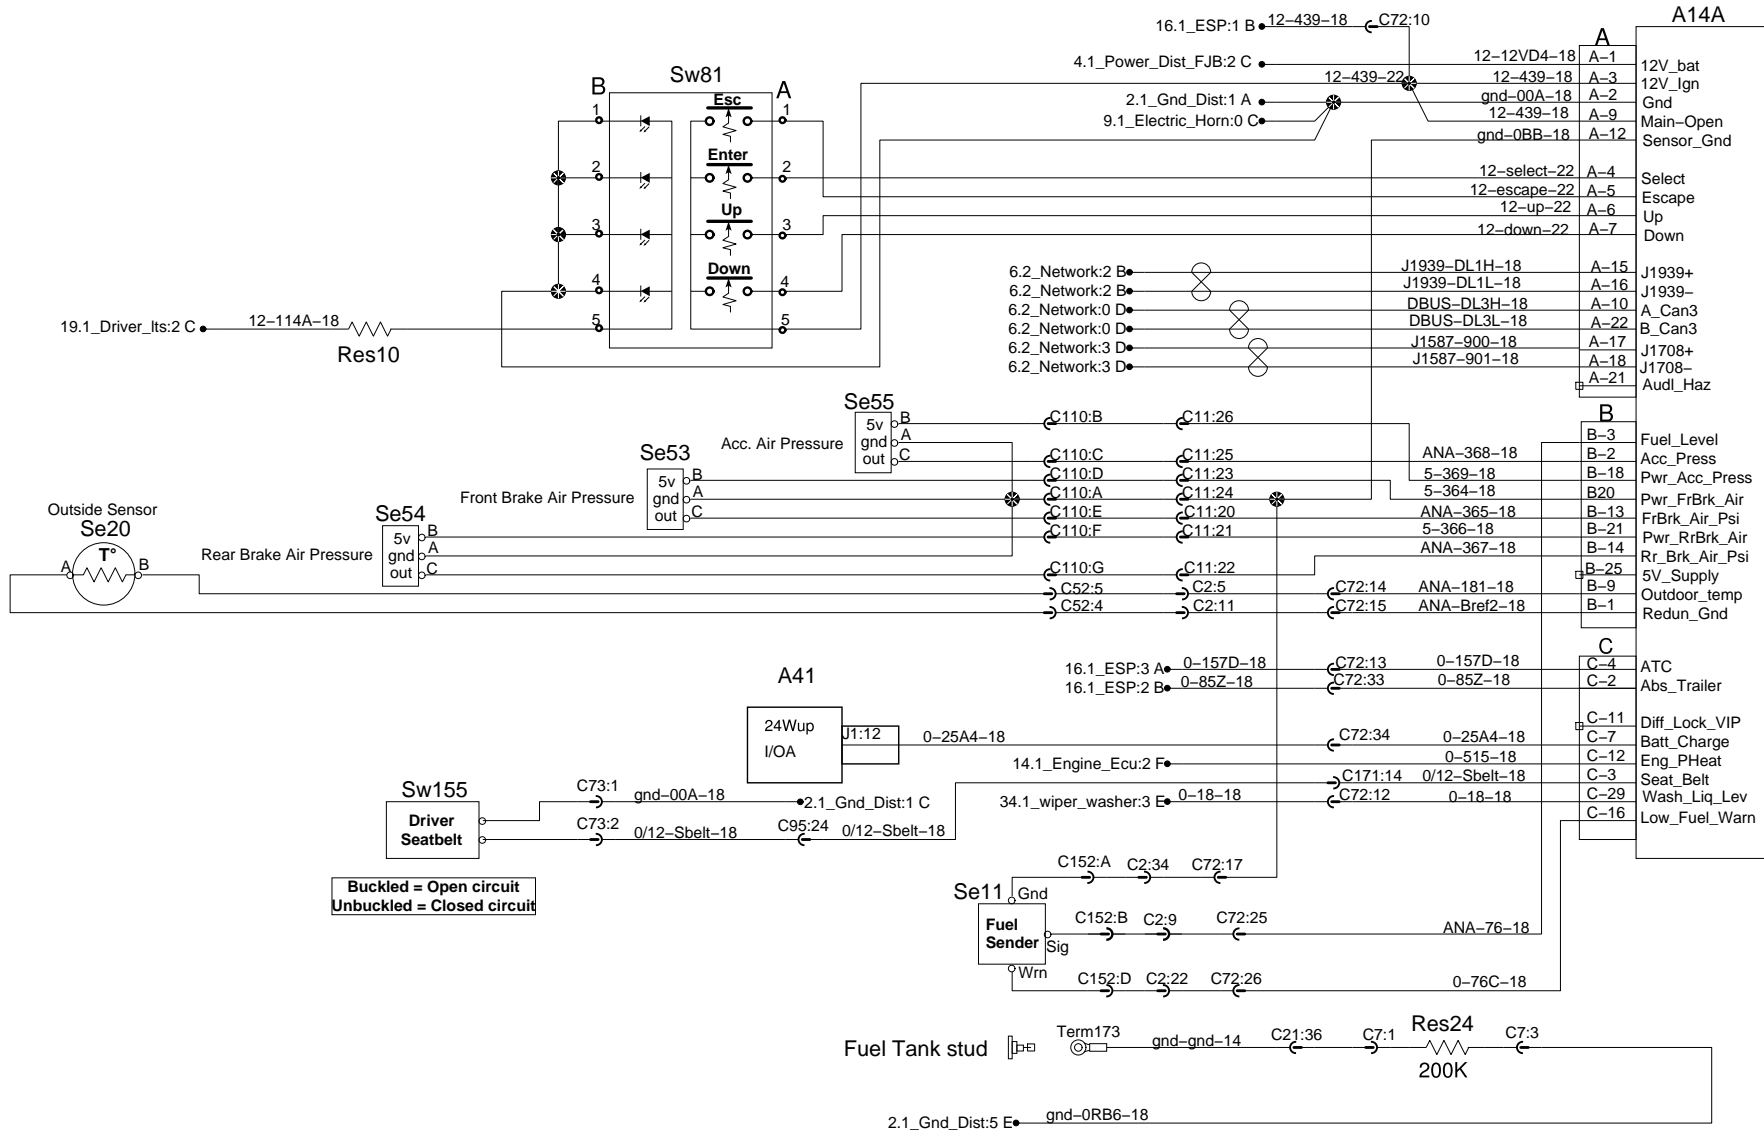 A14A
16.1_ESP:1 B 12-439-18 C72:10
A
4.1_Power_Dist_FJB:2 C 12-12VD4-18 A-1 12V_bat
12-439-22 12-439-18 A-3 12V_Ign
2.1_Gnd_Dist:1 A gnd-00A-18 A-2 Gnd
9.1_Electric_Horn:0 C 12-439-18 A-9 Main-Open
gnd-0BB-18 A-12 Sensor_Gnd
12-select-22 A-4 Select
12-escape-22 A-5 Escape
12-up-22 A-6 Up
12-down-22 A-7 Down
Sw81
B A
1 Esc 1
2 Enter 2
3 Up 3
4 Down 4
5 5
19.1_Driver_lts:2 C 12-114A-18
Res10
6.2_Network:2 B J1939-DL1H-18 A-15 J1939+
6.2_Network:2 B J1939-DL1L-18 A-16 J1939-
6.2_Network:0 D DBUS-DL3H-18 A-10 A_Can3
6.2_Network:0 D DBUS-DL3L-18 A-22 B_Can3
6.2_Network:3 D J1587-900-18 A-17 J1708+
6.2_Network:3 D J1587-901-18 A-18 J1708-
A-21 Audl_Haz
B
B-3 Fuel_Level
ANA-368-18 B-2 Acc_Press
5-369-18 B-18 Pwr_Acc_Press
5-364-18 B20 Pwr_FrBrk_Air
ANA-365-18 B-13 FrBrk_Air_Psi
5-366-18 B-21 Pwr_RrBrk_Air
ANA-367-18 B-14 Rr_Brk_Air_Psi
B-25 5V_Supply
ANA-181-18 B-9 Outdoor_temp
ANA-Bref2-18 B-1 Redun_Gnd
Se55
Acc. Air Pressure
5v B
gnd A
out C
Se53
Front Brake Air Pressure
5v B
gnd A
out C
Se54
Rear Brake Air Pressure
5v B
gnd A
out C
Outside Sensor
Se20
T°
A B
C110:B C11:26
C110:C C11:25
C110:D C11:23
C110:A C11:24
C110:E C11:20
C110:F C11:21
C110:G C11:22
C52:5 C2:5 C72:14
C52:4 C2:11 C72:15
C
16.1_ESP:3 A 0-157D-18 C72:13 0-157D-18 C-4 ATC
16.1_ESP:2 B 0-85Z-18 C72:33 0-85Z-18 C-2 Abs_Trailer
C-11 Diff_Lock_VIP
A41
24Wup
I/OA
J1:12
0-25A4-18 C72:34 0-25A4-18 C-7 Batt_Charge
14.1_Engine_Ecu:2 F 0-515-18 C-12 Eng_PHeat
C171:14 0/12-Sbelt-18 C-3 Seat_Belt
34.1_wiper_washer:3 E 0-18-18 C72:12 0-18-18 C-29 Wash_Liq_Lev
C-16 Low_Fuel_Warn
Sw155
Driver
Seatbelt
C73:1 gnd-00A-18 2.1_Gnd_Dist:1 C
C73:2 0/12-Sbelt-18 C95:24 0/12-Sbelt-18
Buckled = Open circuit
Unbuckled = Closed circuit
Se11
Fuel
Sender
Gnd C152:A C2:34 C72:17
Sig C152:B C2:9 C72:25 ANA-76-18
Wrn C152:D C2:22 C72:26 0-76C-18
Fuel Tank stud Term173 gnd-gnd-14 C21:36 C7:1 Res24 C7:3
200K
2.1_Gnd_Dist:5 E gnd-0RB6-18